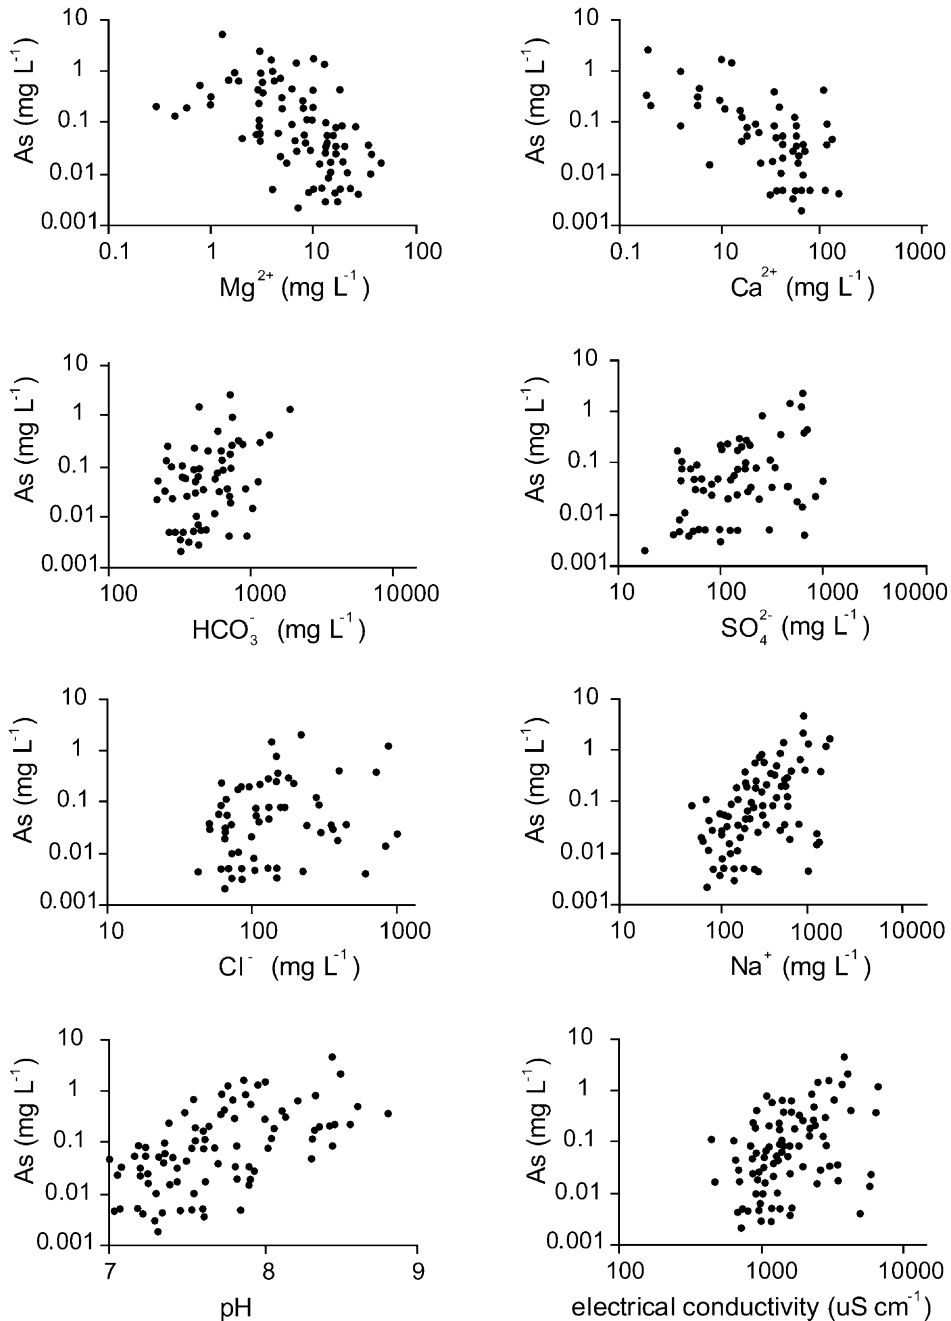 10
1
0.1
0.01
0.001
As (mg L⁻¹)
0.1 1 10 100
Mg²⁺ (mg L⁻¹)
10
1
0.1
0.01
0.001
As (mg L⁻¹)
0.1 10 100 1000
Ca²⁺ (mg L⁻¹)
10
1
0.1
0.01
0.001
As (mg L⁻¹)
100 1000 10000
HCO₃⁻ (mg L⁻¹)
10
1
0.1
0.01
0.001
As (mg L⁻¹)
10 100 1000 10000
SO₄²⁻ (mg L⁻¹)
10
1
0.1
0.01
0.001
As (mg L⁻¹)
10 100 1000
Cl⁻ (mg L⁻¹)
10
1
0.1
0.01
0.001
As (mg L⁻¹)
10 100 1000 10000
Na⁺ (mg L⁻¹)
10
1
0.1
0.01
0.001
As (mg L⁻¹)
7 8 9
pH
10
1
0.1
0.01
0.001
As (mg L⁻¹)
100 1000 10000
electrical conductivity (uS cm⁻¹)